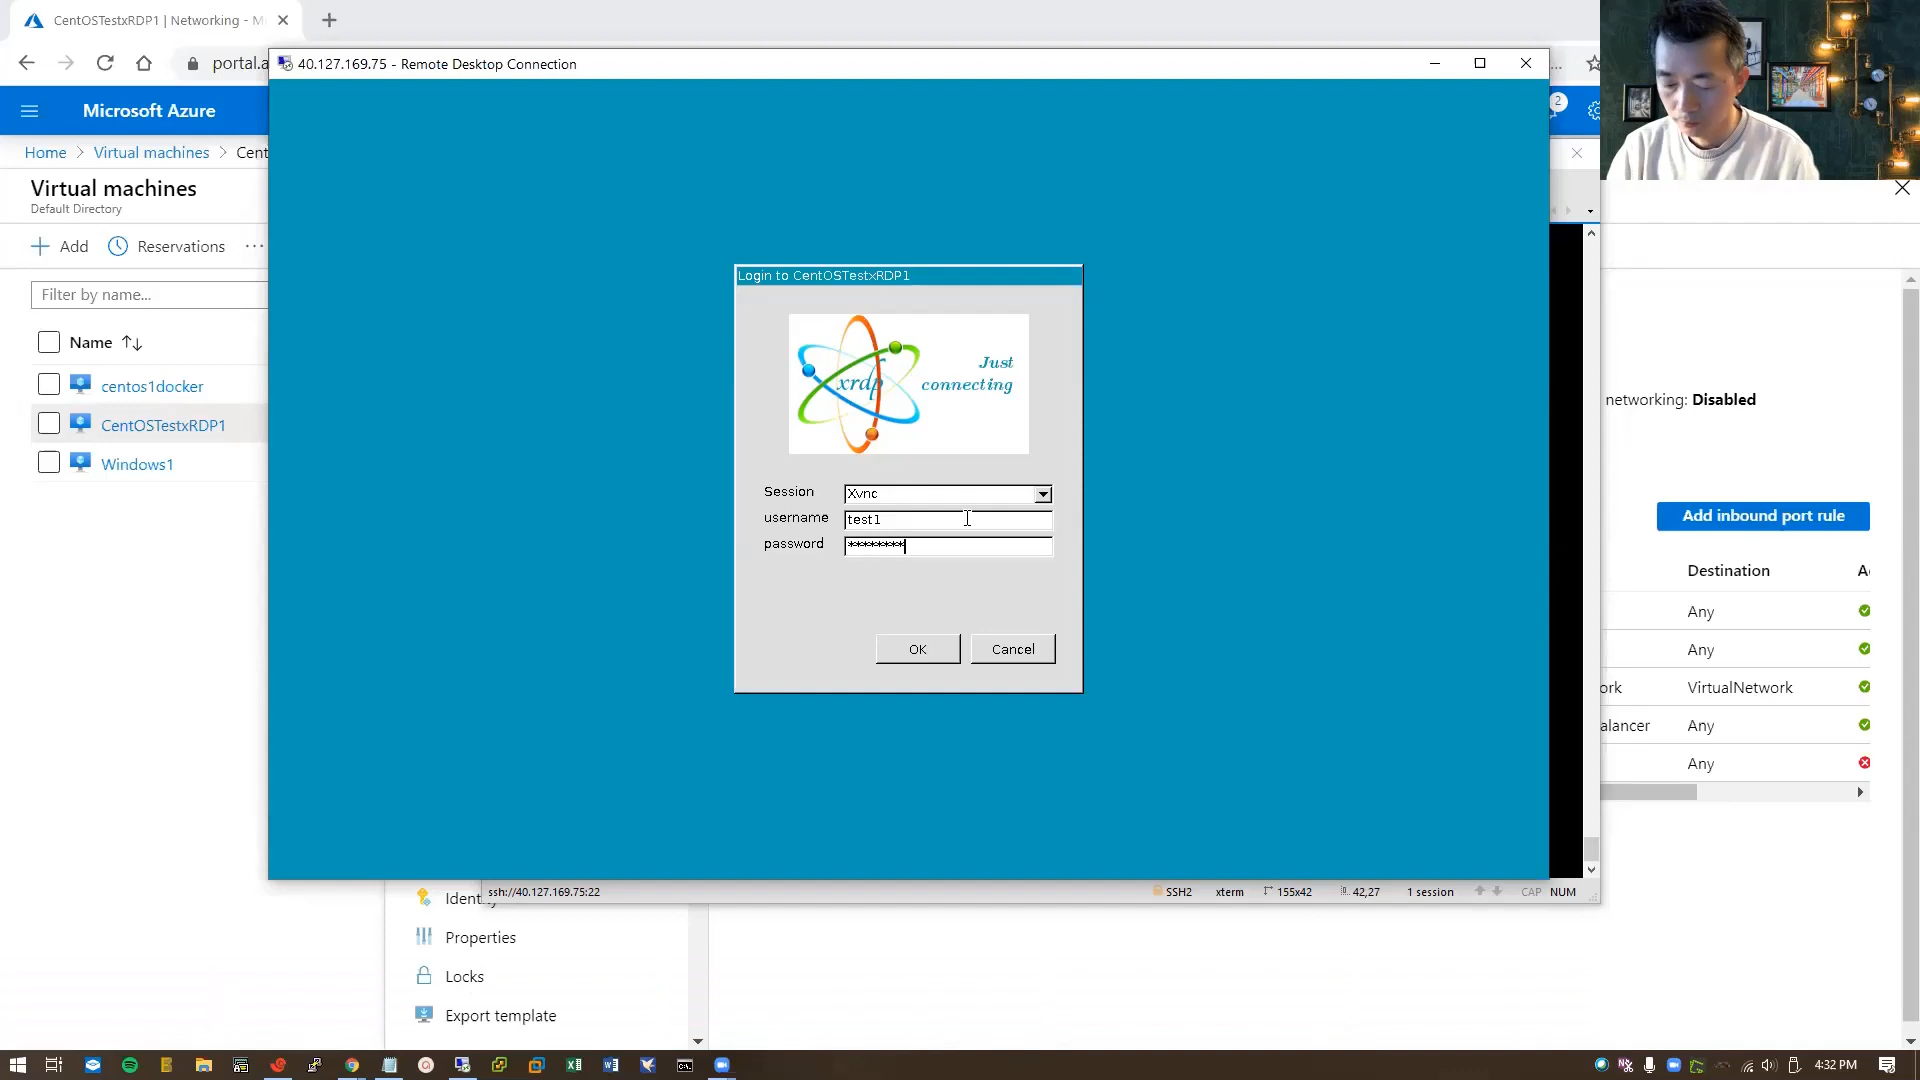 CentOSTestxRDP1 | Networking - M
portal.a
40.127.169.75 - Remote Desktop Connection
Microsoft Azure
2
Home > Virtual machines > Cent
Virtual machines
Default Directory
Add
Reservations
Filter by name...
Name
centos1docker
CentOSTestxRDP1
Windows1
Login to CentOSTestxRDP1
xrdp
Just
connecting
Session
Xvnc
username
test1
password
********
OK
Cancel
networking: Disabled
Add inbound port rule
Destination
Any
Any
ork
VirtualNetwork
alancer
Any
Any
ssh://40.127.169.75:22
SSH2
xterm
155x42
42,27
1 session
CAP
NUM
Identity
Properties
Locks
Export template
4:32 PM